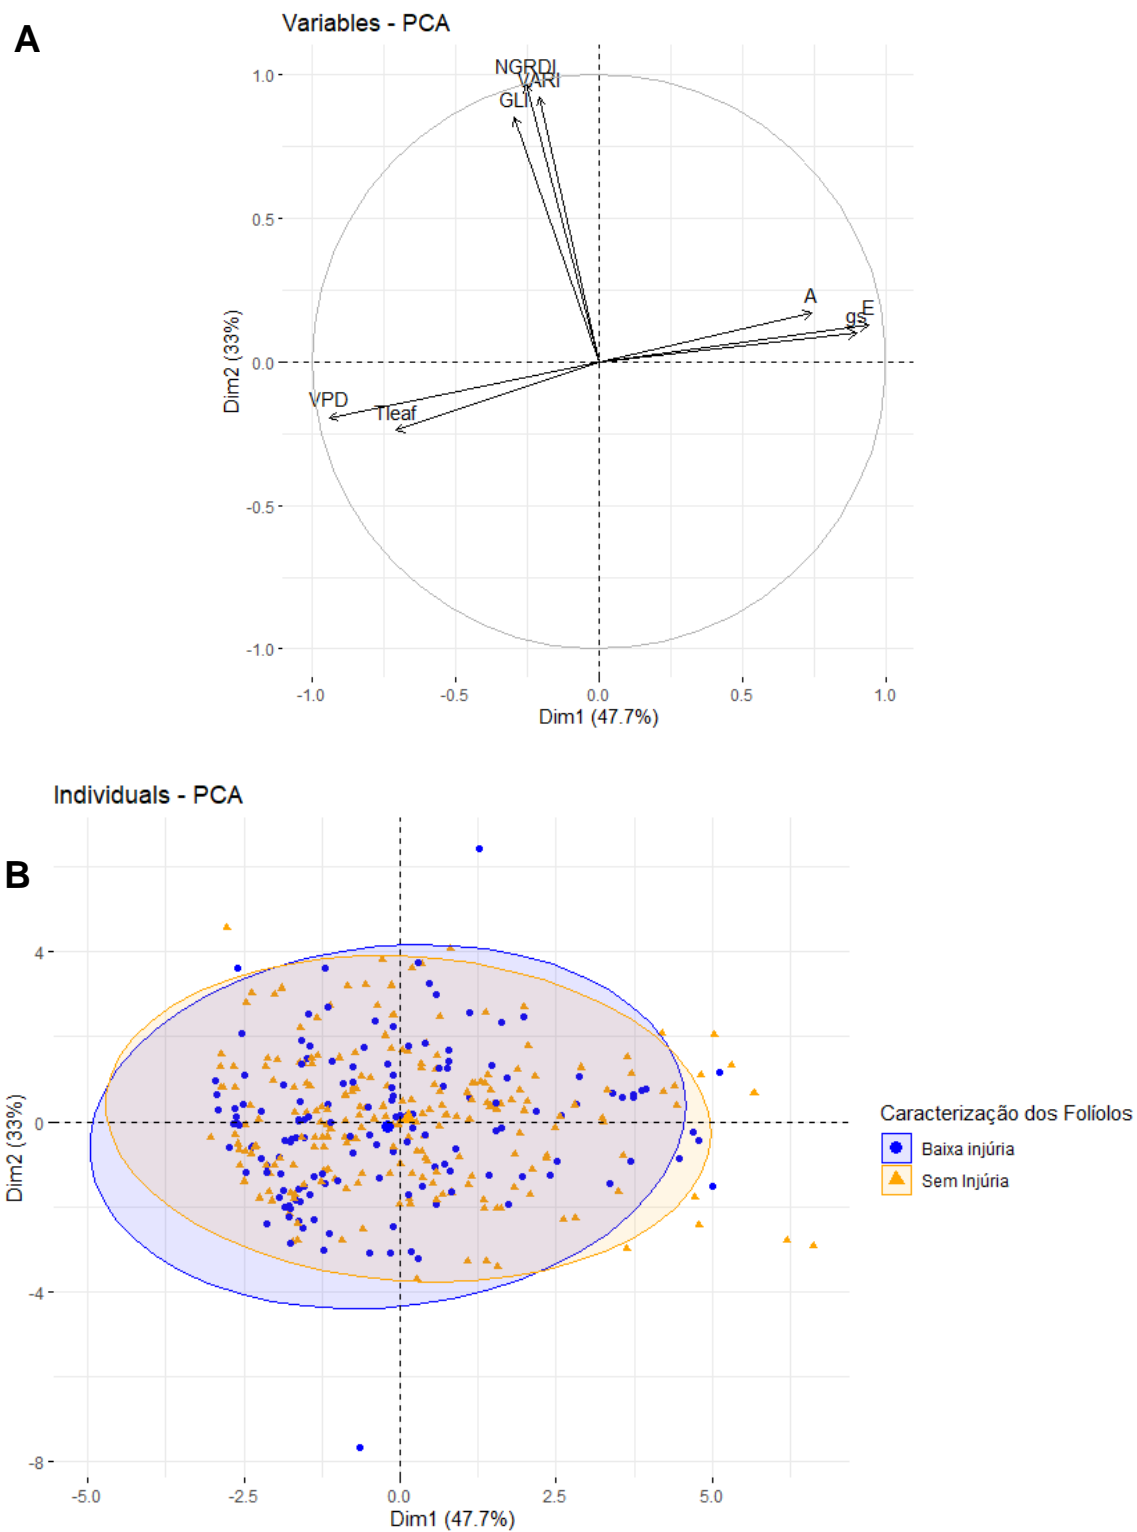 A
Variables - PCA
NGRDI
VARI
GLI
A
E
gs
VPD
Tleaf
1.0
0.5
0.0
-0.5
-1.0
Dim2 (33%)
-1.0
-0.5
0.0
0.5
1.0
Dim1 (47.7%)
Individuals - PCA
B
4
0
-4
-8
Dim2 (33%)
-5.0
-2.5
0.0
2.5
5.0
Dim1 (47.7%)
Caracterização dos Folíolos
Baixa injúria
Sem Injúria